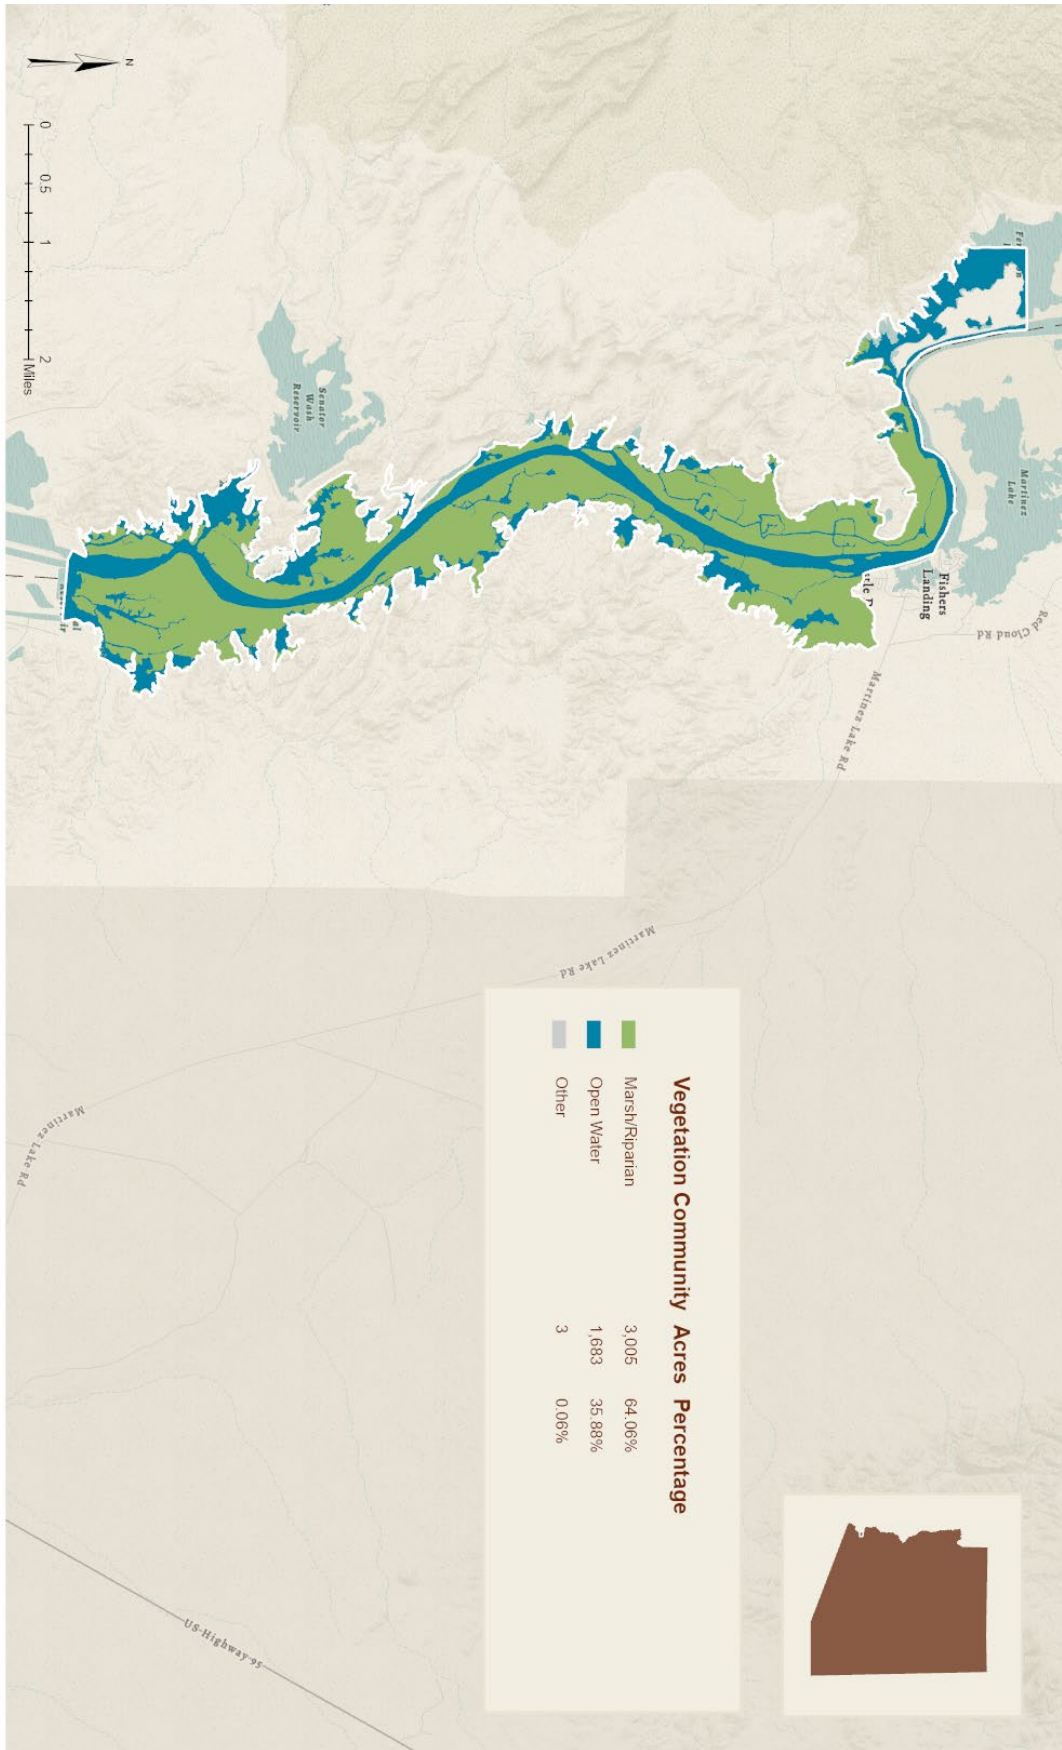 N
0 0.5 1 2
Miles
Senator
Wash
Reservoir
Martinez
Lake
Fishers
Landing
Red Cloud Rd
Martinez Lake Rd
Martinez Lake Rd
Martinez Lake Rd
US Highway 95
Vegetation Community Acres Percentage
Marsh/Riparian 3,005 64.06%
Open Water 1,683 35.88%
Other 3 0.06%